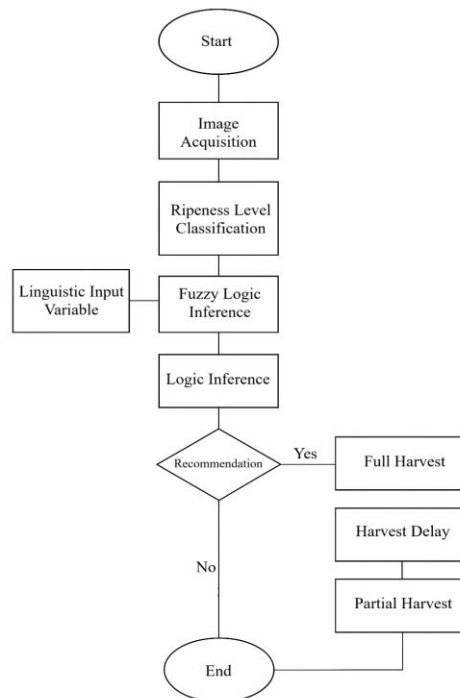 Start
Image
Acquisition
Ripeness Level
Classification
Linguistic Input
Variable
Fuzzy Logic
Inference
Logic Inference
Recommendation
Yes
Full Harvest
Harvest Delay
No
Partial Harvest
End